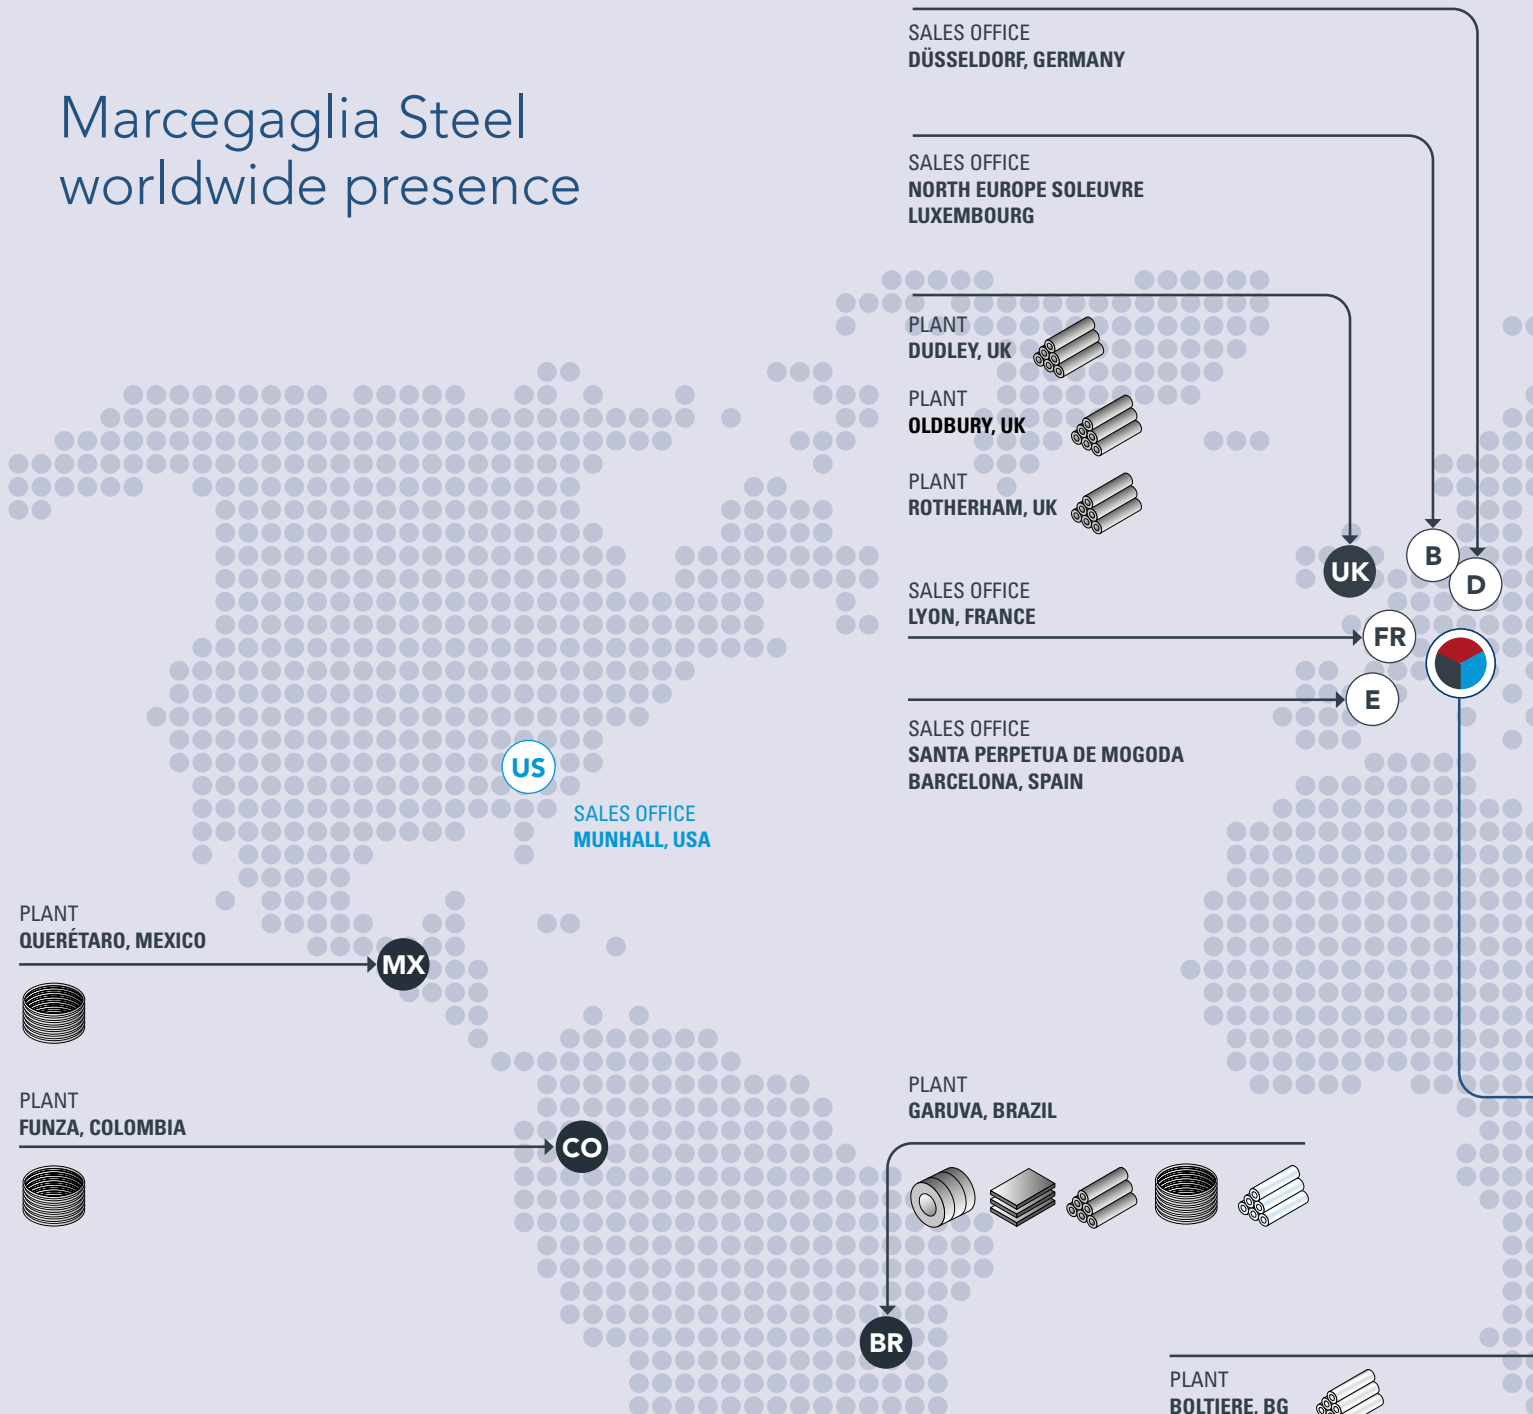 Marcegaglia Steel
worldwide presence
SALES OFFICE
DÜSSELDORF, GERMANY
SALES OFFICE
NORTH EUROPE SOLEUVRE
LUXEMBOURG
PLANT
DUDLEY, UK
PLANT
OLDBURY, UK
PLANT
ROTHERHAM, UK
SALES OFFICE
LYON, FRANCE
SALES OFFICE
SANTA PERPETUA DE MOGODA
BARCELONA, SPAIN
UK
B
D
FR
E
US
SALES OFFICE
MUNHALL, USA
PLANT
QUERÉTARO, MEXICO
MX
PLANT
FUNZA, COLOMBIA
CO
PLANT
GARUVA, BRAZIL
BR
PLANT
BOLTIERE, BG